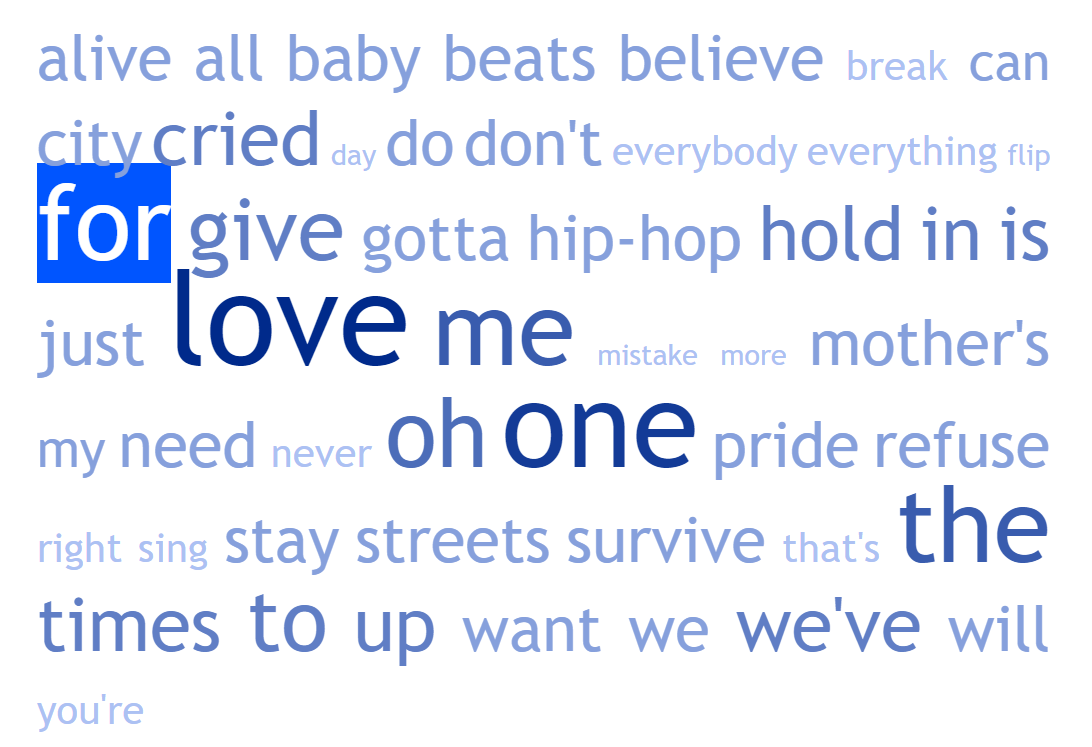 alive all baby beats believe break can
city cried day do don't everybody everything flip
for give gotta hip-hop hold in is
just love me mistake more mother's
my need never oh one pride refuse
right sing stay streets survive that's the
times to up want we we've will
you're